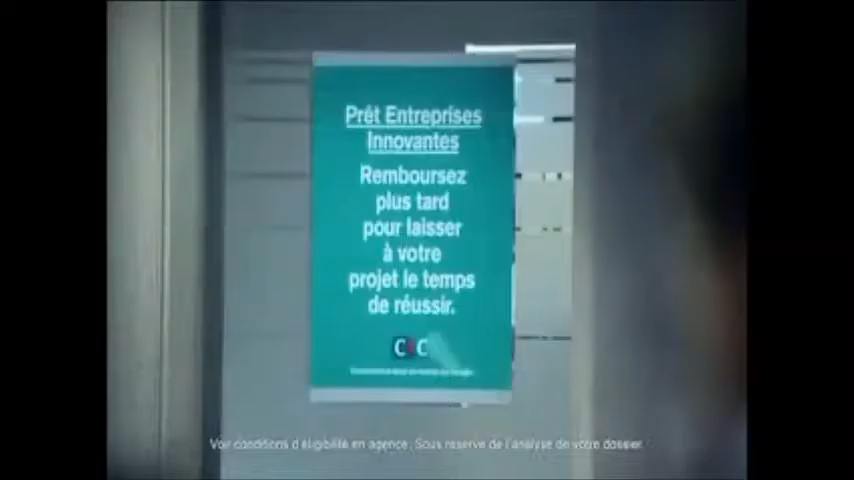 Prêt Entreprises
Innovantes
Remboursez
plus tard
pour laisser
à votre
projet le temps
de réussir.
CIC
Voir conditions d'éligibilité en agence. Sous réserve de l'analyse de votre dossier.